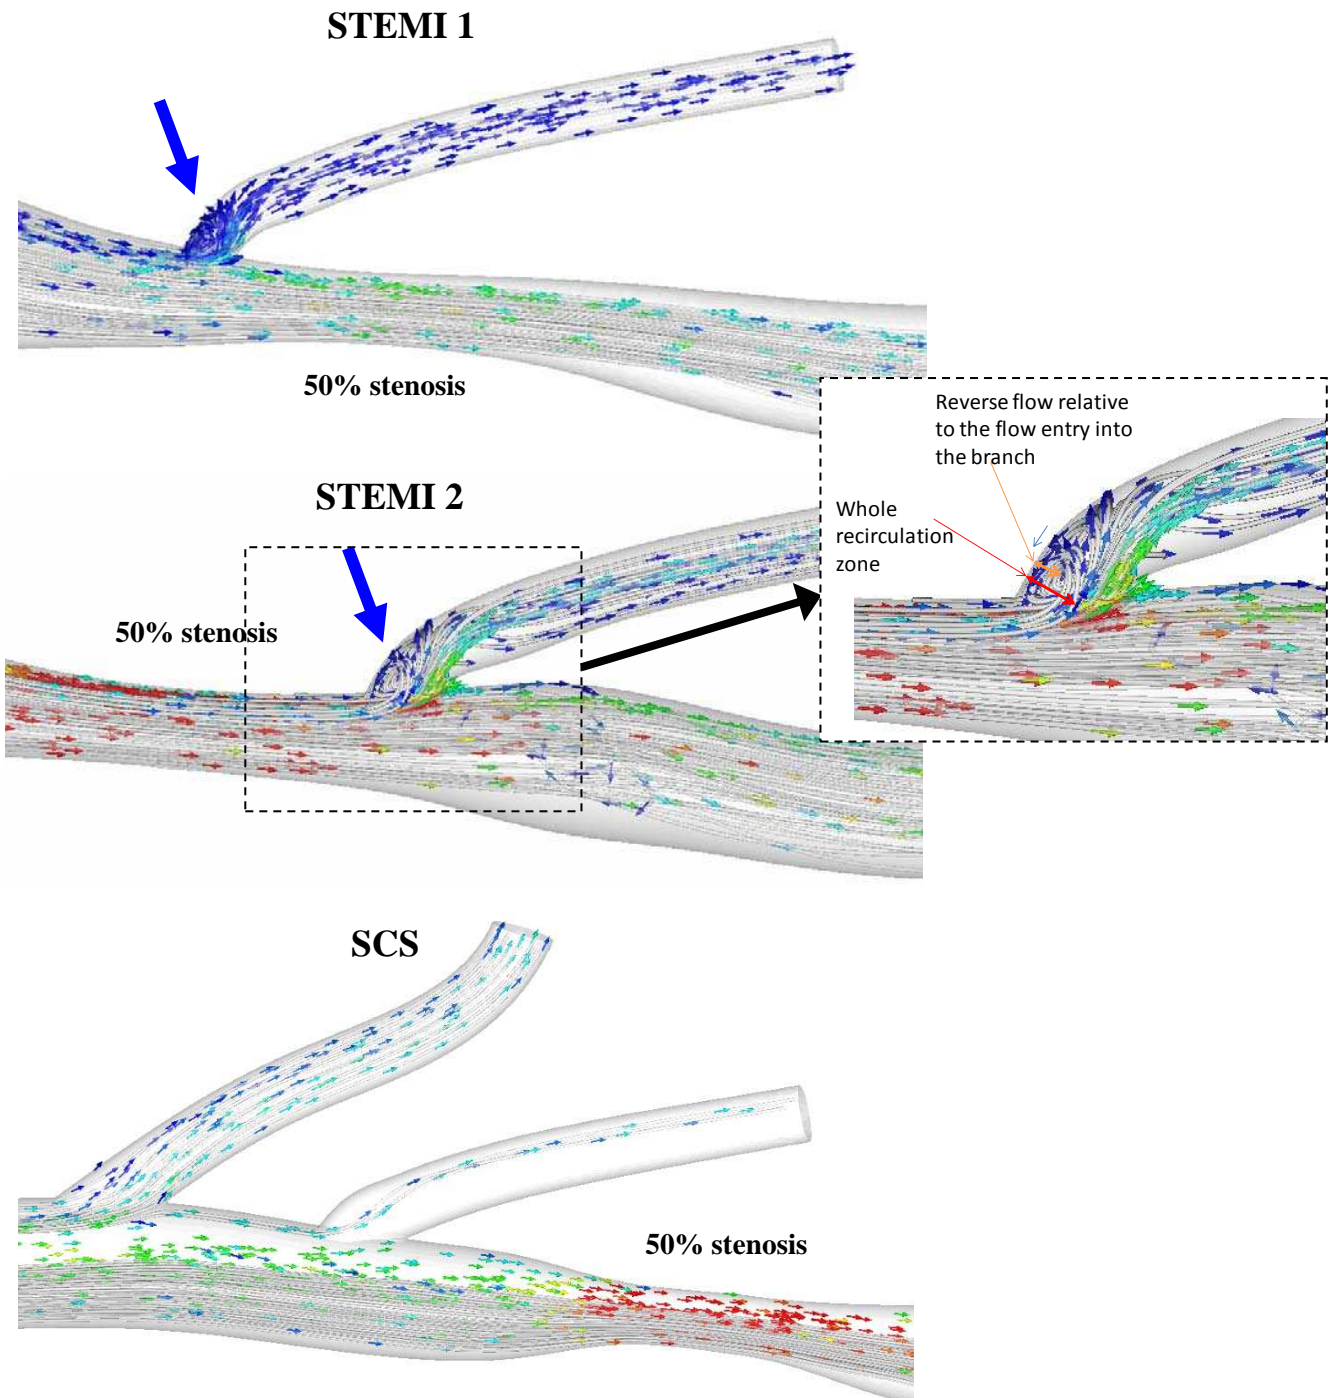 STEMI 1
50% stenosis
Reverse flow relative
to the flow entry into
the branch
Whole
recirculation
zone
STEMI 2
50% stenosis
SCS
50% stenosis